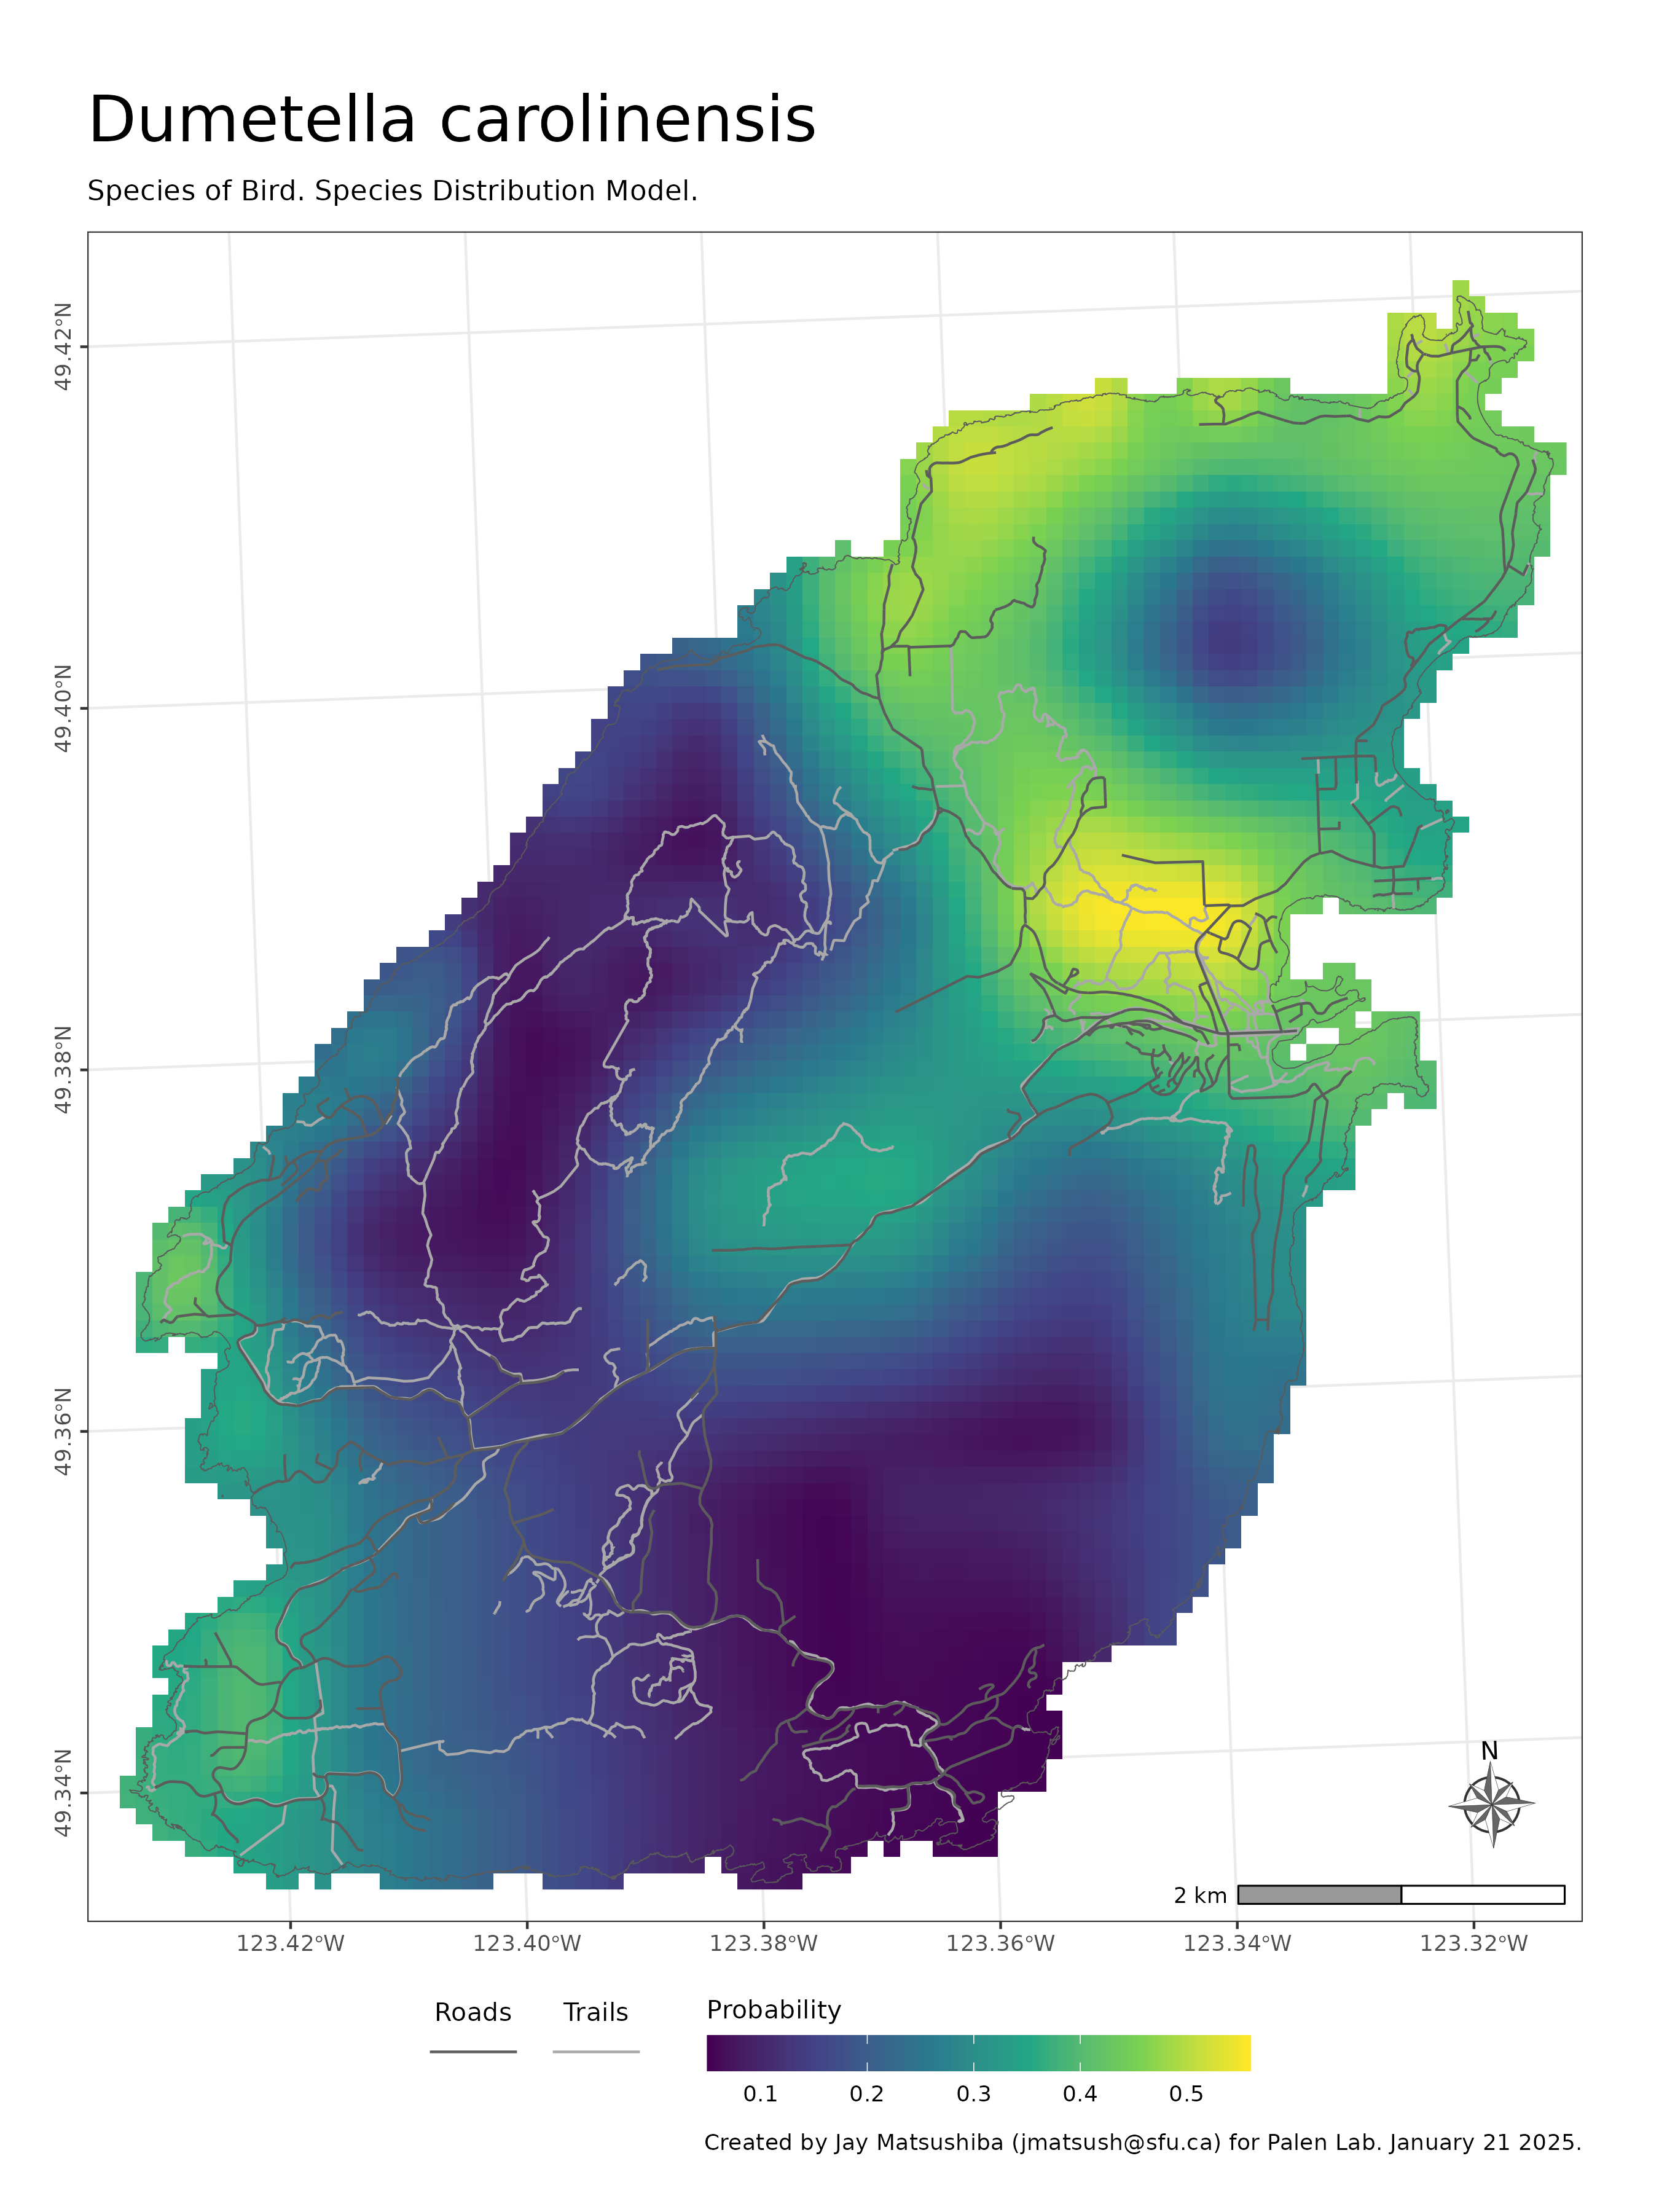 Dumetella carolinensis
Species of Bird. Species Distribution Model.
49.42°N
49.40°N
49.38°N
49.36°N
49.34°N
N
2 km
123.42°W 123.40°W 123.38°W 123.36°W 123.34°W 123.32°W
Roads Trails Probability
0.1 0.2 0.3 0.4 0.5
Created by Jay Matsushiba (jmatsush@sfu.ca) for Palen Lab. January 21 2025.